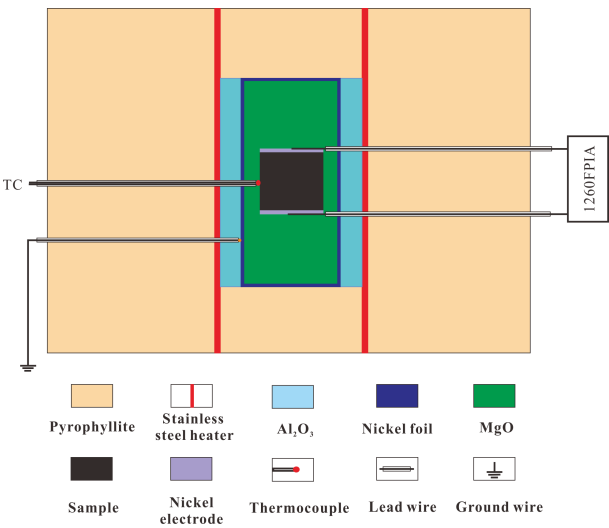 TC
1260FPIA
Pyrophyllite
Stainless
steel heater
Al₂O₃
Nickel foil
MgO
Sample
Nickel
electrode
Thermocouple
Lead wire
Ground wire